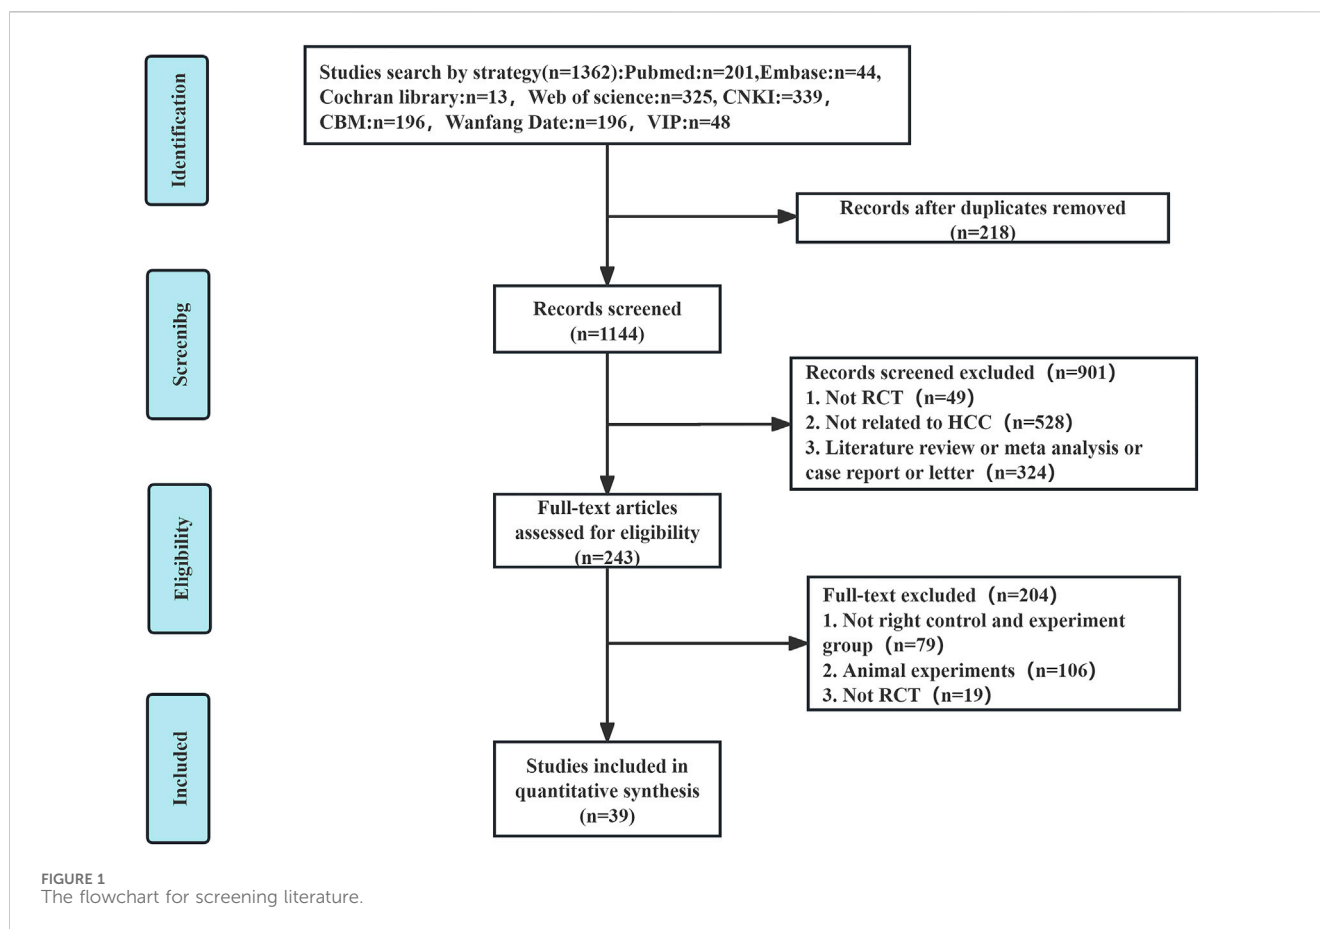 Identification
Studies search by strategy(n=1362):Pubmed:n=201,Embase:n=44,
Cochran library:n=13，Web of science:n=325, CNKI:=339，
CBM:n=196，Wanfang Date:n=196，VIP:n=48
Records after duplicates removed
(n=218)
Screenibg
Records screened
(n=1144)
Records screened excluded（n=901）
1. Not RCT（n=49）
2. Not related to HCC（n=528）
3. Literature review or meta analysis or
case report or letter（n=324）
Eligibility
Full-text articles
assessed for eligibility
(n=243)
Full-text excluded（n=204）
1. Not right control and experiment
group（n=79）
2. Animal experiments（n=106）
3. Not RCT（n=19）
Included
Studies included in
quantitative synthesis
(n=39)
FIGURE 1
The flowchart for screening literature.